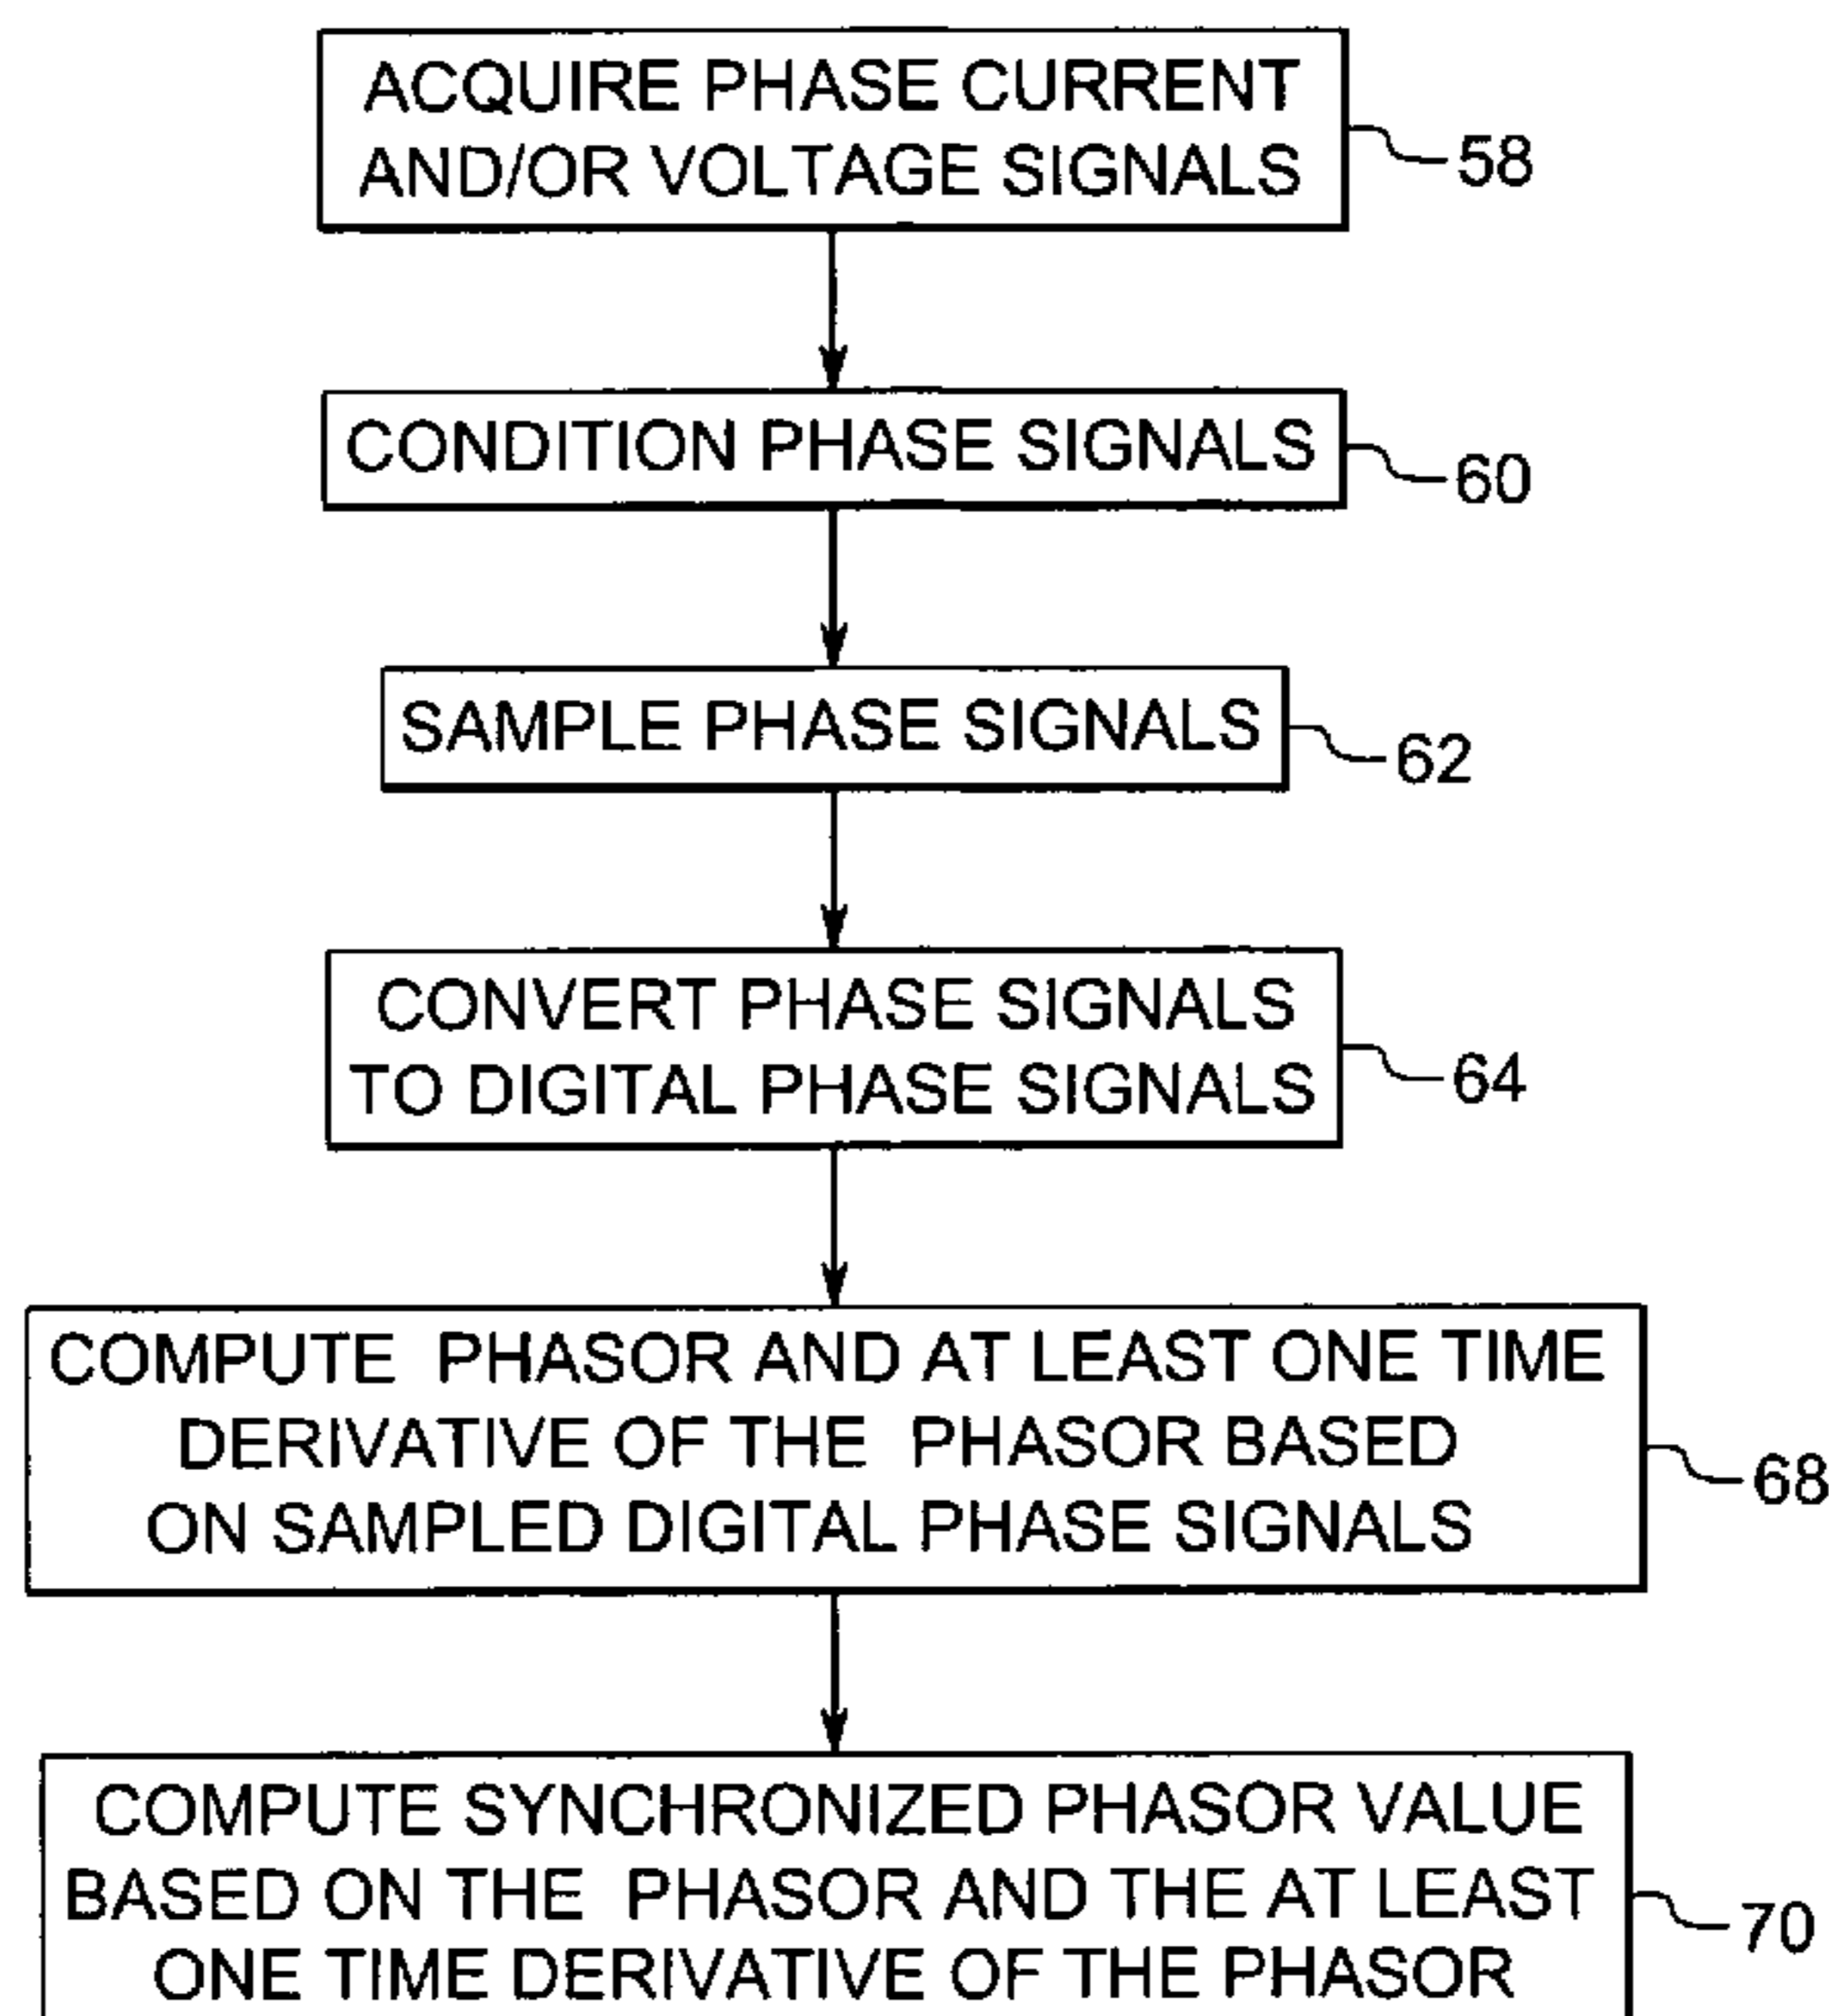 ACQUIRE PHASE CURRENT
AND/OR VOLTAGE SIGNALS
58
CONDITION PHASE SIGNALS
60
SAMPLE PHASE SIGNALS
62
CONVERT PHASE SIGNALS
TO DIGITAL PHASE SIGNALS
64
COMPUTE PHASOR AND AT LEAST ONE TIME
DERIVATIVE OF THE PHASOR BASED
ON SAMPLED DIGITAL PHASE SIGNALS
68
COMPUTE SYNCHRONIZED PHASOR VALUE
BASED ON THE PHASOR AND THE AT LEAST
ONE TIME DERIVATIVE OF THE PHASOR
70